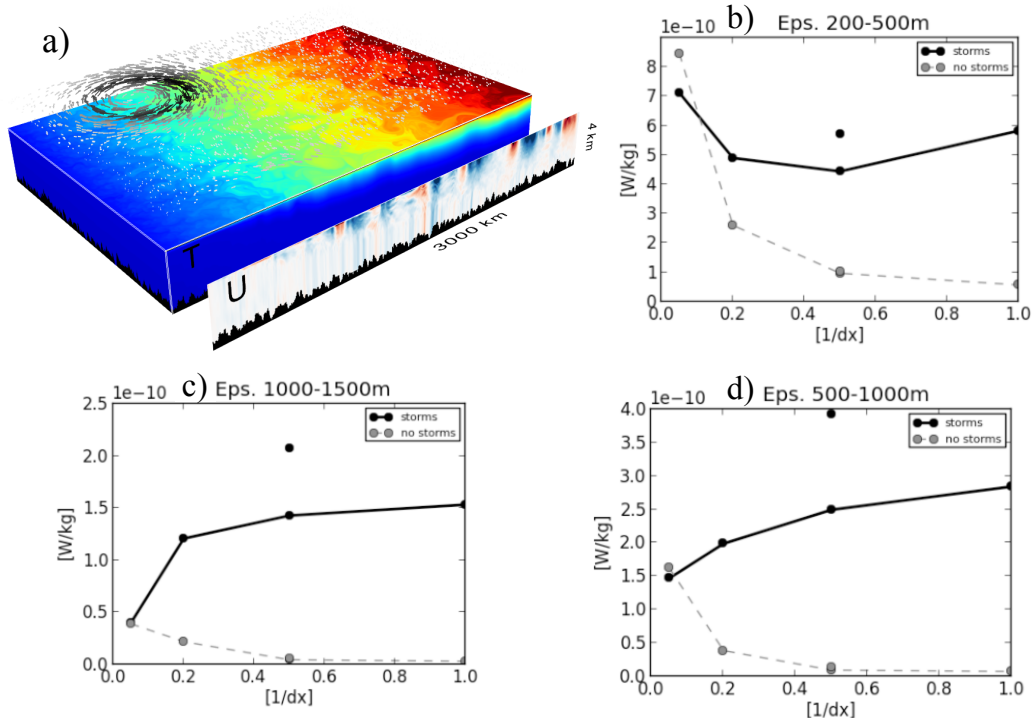 a)
T
U
3000 km
4 km
b)
Eps. 200-500m
1e−10
9
8
7
6
5
4
3
2
1
0
[W/kg]
storms
no storms
0.0 0.2 0.4 0.6 0.8 1.0
[1/dx]
c)
Eps. 1000-1500m
1e−10
2.5
2.0
1.5
1.0
0.5
0.0
[W/kg]
storms
no storms
0.0 0.2 0.4 0.6 0.8 1.0
[1/dx]
d)
Eps. 500-1000m
1e−10
4.0
3.5
3.0
2.5
2.0
1.5
1.0
0.5
0.0
[W/kg]
storms
no storms
0.0 0.2 0.4 0.6 0.8 1.0
[1/dx]